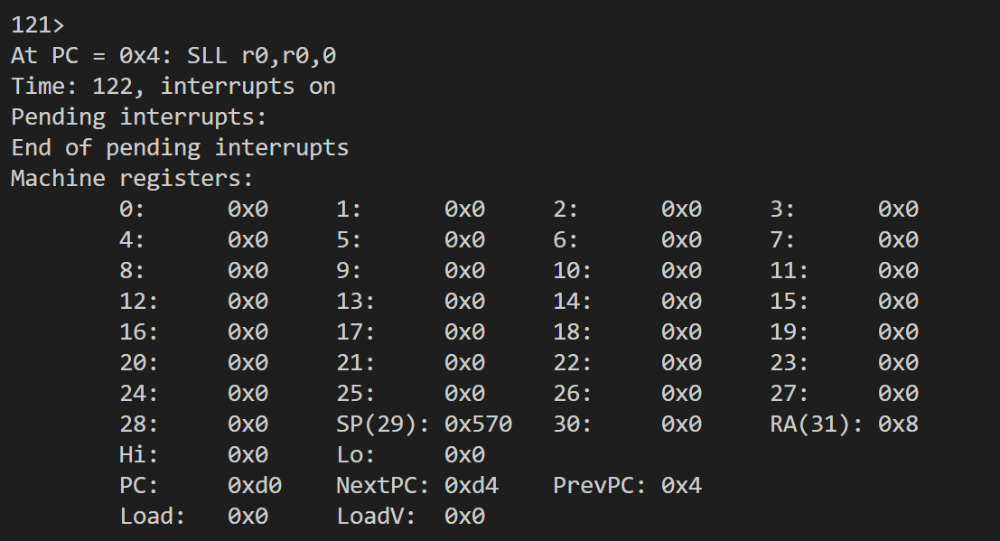 121>
At PC = 0x4: SLL r0,r0,0
Time: 122, interrupts on
Pending interrupts:
End of pending interrupts
Machine registers:
        0:      0x0     1:      0x0     2:      0x0     3:      0x0
        4:      0x0     5:      0x0     6:      0x0     7:      0x0
        8:      0x0     9:      0x0     10:     0x0     11:     0x0
        12:     0x0     13:     0x0     14:     0x0     15:     0x0
        16:     0x0     17:     0x0     18:     0x0     19:     0x0
        20:     0x0     21:     0x0     22:     0x0     23:     0x0
        24:     0x0     25:     0x0     26:     0x0     27:     0x0
        28:     0x0     SP(29): 0x570   30:     0x0     RA(31): 0x8
        Hi:     0x0     Lo:     0x0
        PC:     0xd0    NextPC: 0xd4    PrevPC: 0x4
        Load:   0x0     LoadV:  0x0